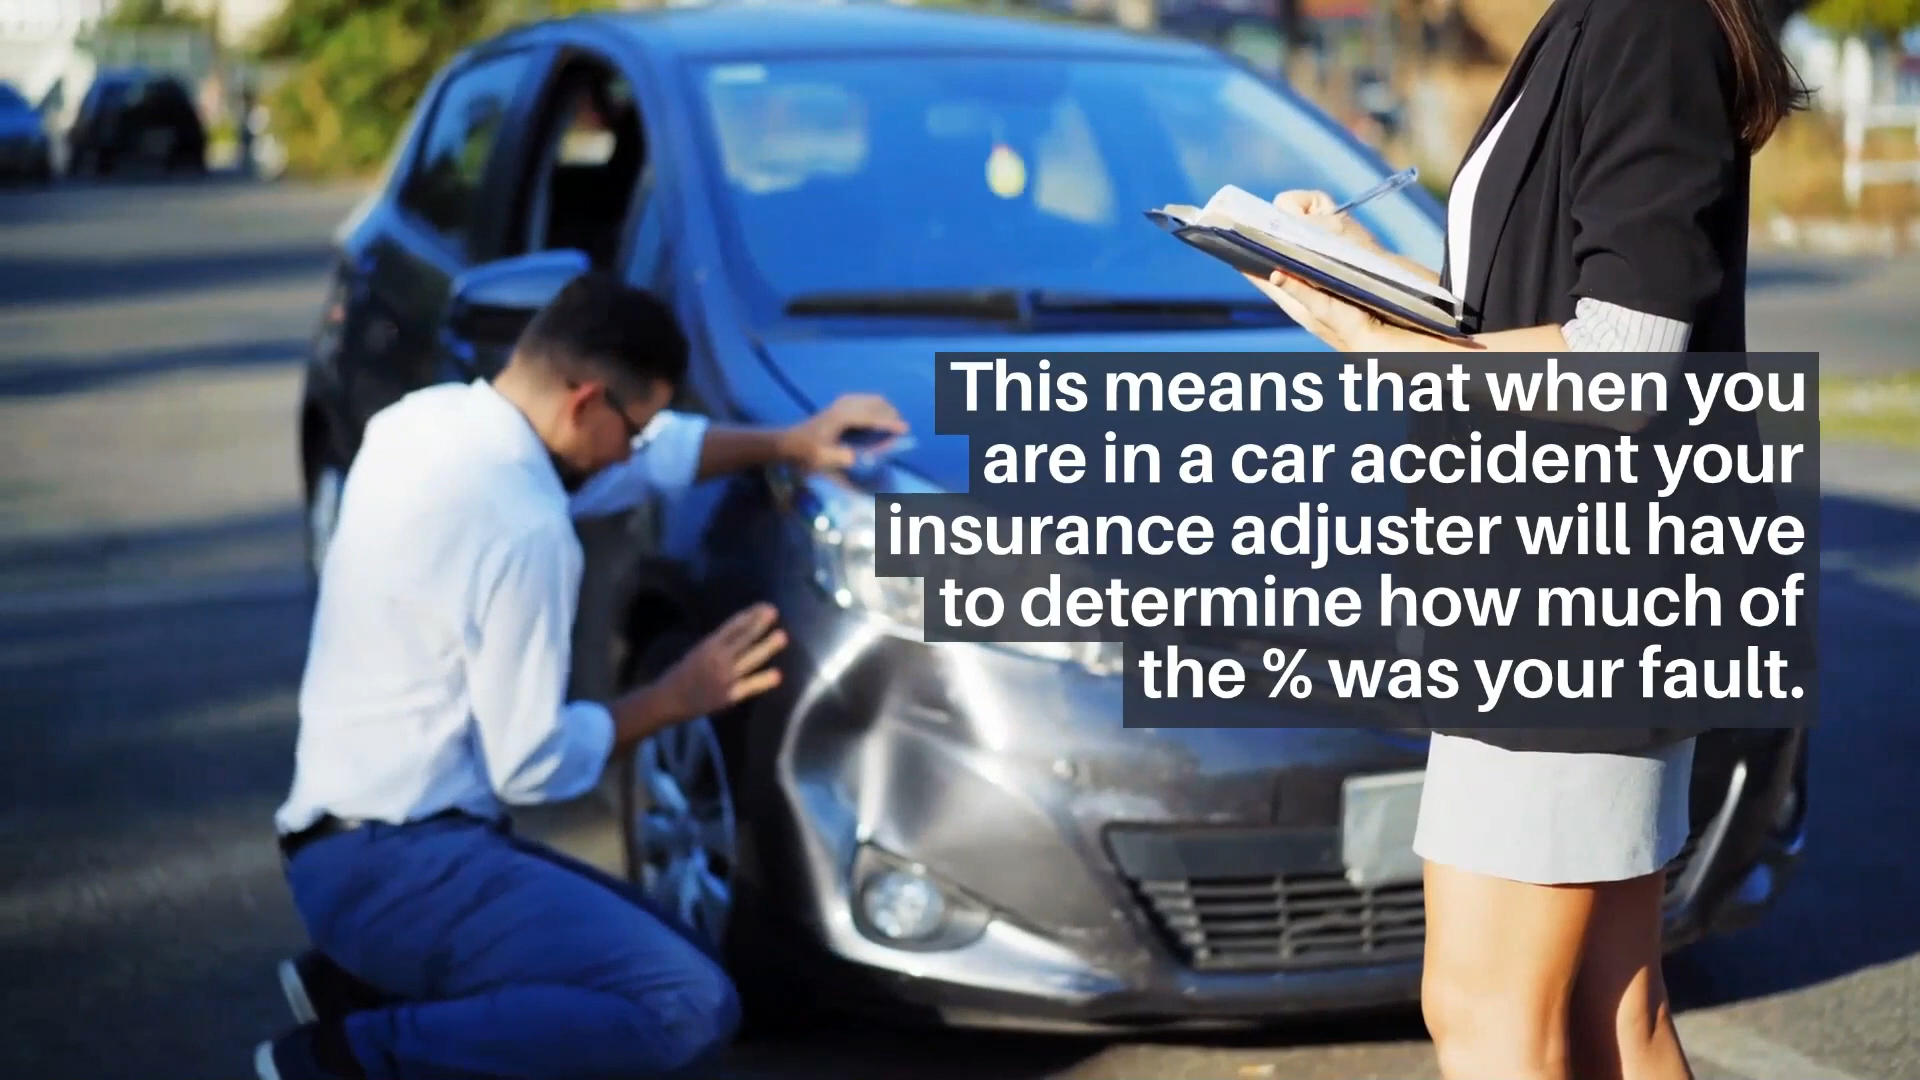 This means that when you
are in a car accident your
insurance adjuster will have
to determine how much of
the % was your fault.